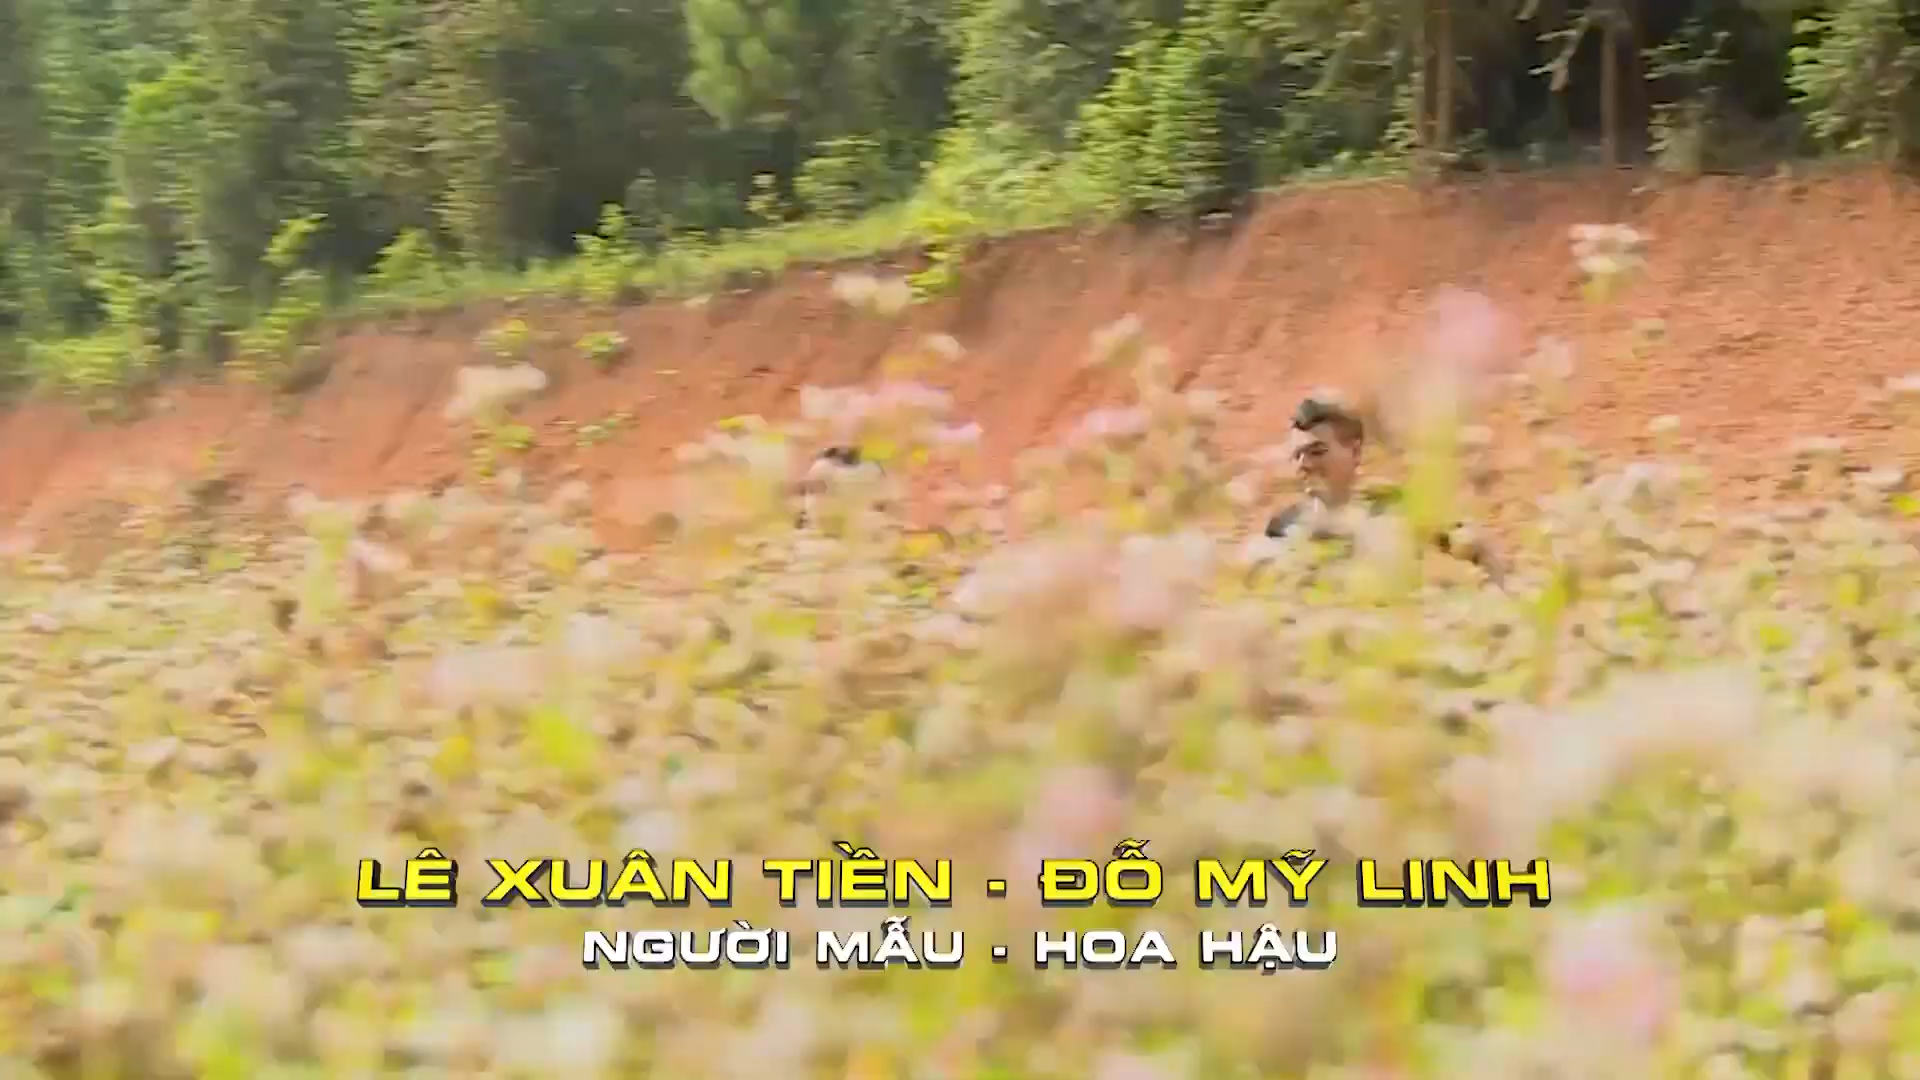 LÊ XUÂN TIỀN - ĐỖ MỸ LINH
NGƯỜI MẪU - HOA HẬU